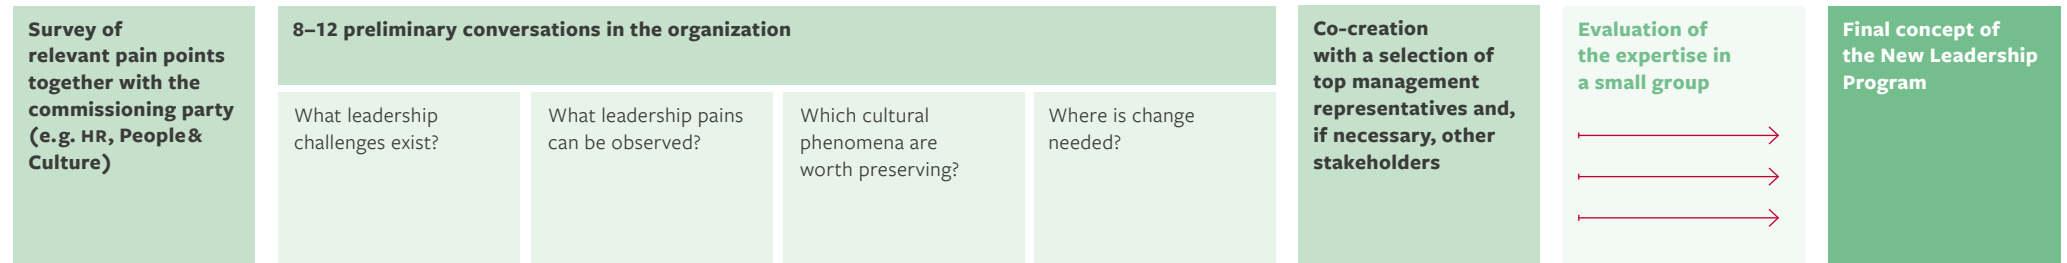 Survey of
relevant pain points
together with the
commissioning party
(e.g. HR, People &
Culture)
8–12 preliminary conversations in the organization
What leadership
challenges exist?
What leadership pains
can be observed?
Which cultural
phenomena are
worth preserving?
Where is change
needed?
Co-creation
with a selection of
top management
representatives and,
if necessary, other
stakeholders
Evaluation of
the expertise in
a small group
Final concept of
the New Leadership
Program